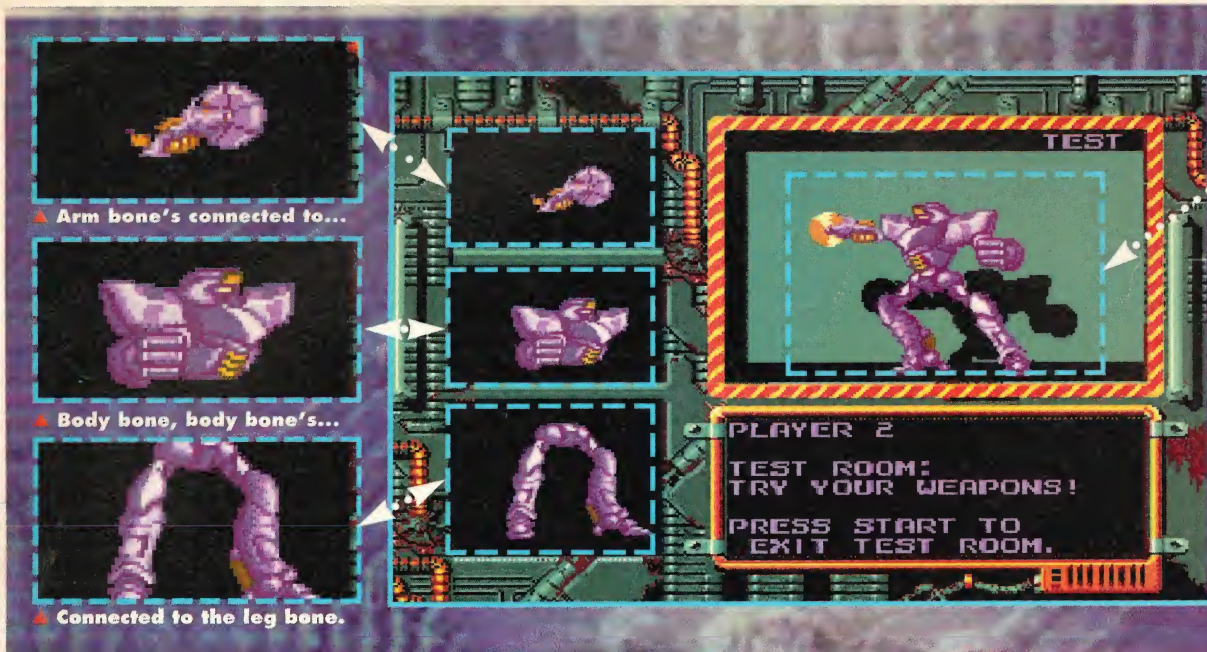 Arm bone's connected to...
Body bone, body bone's...
Connected to the leg bone.
TEST
PLAYER 2
TEST ROOM:
TRY YOUR WEAPONS!
PRESS START TO
EXIT TEST ROOM.